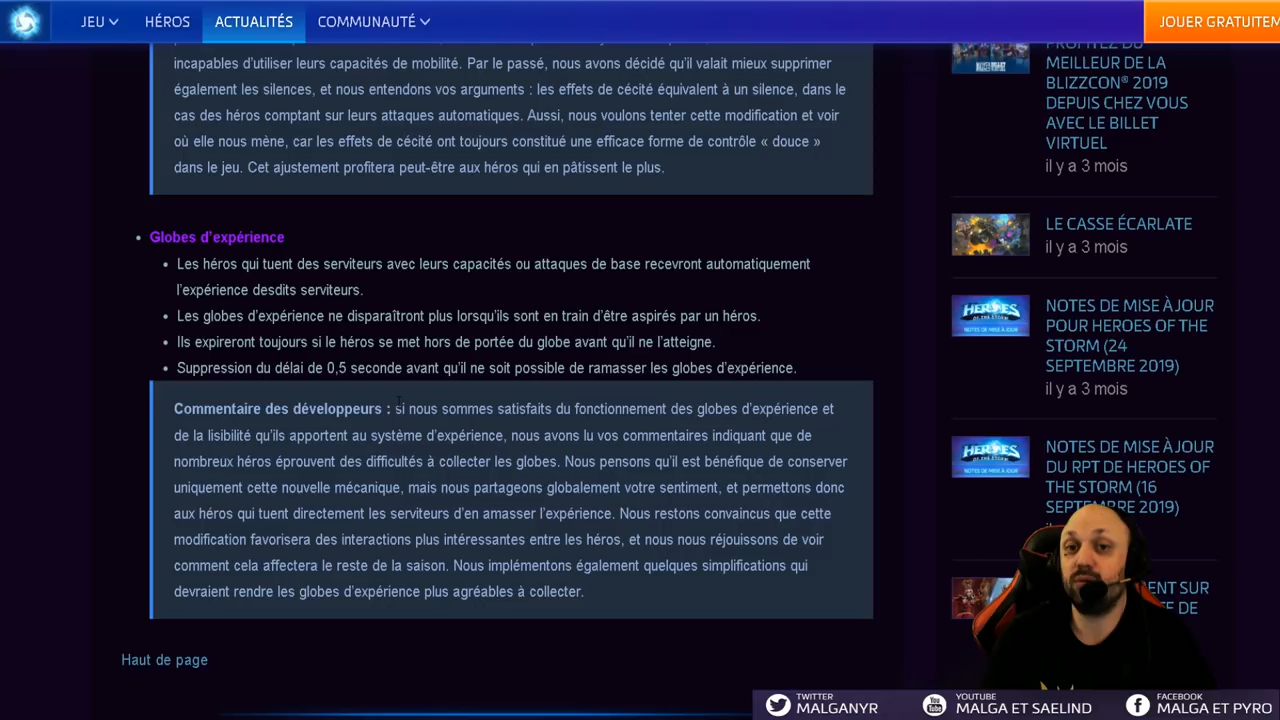 JEU
HÉROS
ACTUALITÉS
COMMUNAUTÉ
JOUER GRATUITEM
incapables d'utiliser leurs capacités de mobilité. Par le passé, nous avons décidé qu'il valait mieux supprimer
également les silences, et nous entendons vos arguments : les effets de cécité équivalent à un silence, dans le
cas des héros comptant sur leurs attaques automatiques. Aussi, nous voulons tenter cette modification et voir
où elle nous mène, car les effets de cécité ont toujours constitué une efficace forme de contrôle « douce »
dans le jeu. Cet ajustement profitera peut-être aux héros qui en pâtissent le plus.
Globes d'expérience
Les héros qui tuent des serviteurs avec leurs capacités ou attaques de base recevront automatiquement
l'expérience desdits serviteurs.
Les globes d'expérience ne disparaîtront plus lorsqu'ils sont en train d'être aspirés par un héros.
Ils expireront toujours si le héros se met hors de portée du globe avant qu'il ne l'atteigne.
Suppression du délai de 0,5 seconde avant qu'il ne soit possible de ramasser les globes d'expérience.
Commentaire des développeurs : si nous sommes satisfaits du fonctionnement des globes d'expérience et
de la lisibilité qu'ils apportent au système d'expérience, nous avons lu vos commentaires indiquant que de
nombreux héros éprouvent des difficultés à collecter les globes. Nous pensons qu'il est bénéfique de conserver
uniquement cette nouvelle mécanique, mais nous partageons globalement votre sentiment, et permettons donc
aux héros qui tuent directement les serviteurs d'en amasser l'expérience. Nous restons convaincus que cette
modification favorisera des interactions plus intéressantes entre les héros, et nous nous réjouissons de voir
comment cela affectera le reste de la saison. Nous implémentons également quelques simplifications qui
devraient rendre les globes d'expérience plus agréables à collecter.
Haut de page
PROFITEZ DU
MEILLEUR DE LA
BLIZZCON® 2019
DEPUIS CHEZ VOUS
AVEC LE BILLET
VIRTUEL
il y a 3 mois
LE CASSE ÉCARLATE
il y a 3 mois
HEROES
NOTES DE MISE À JOUR
NOTES DE MISE À JOUR
POUR HEROES OF THE
STORM (24
SEPTEMBRE 2019)
il y a 3 mois
HEROES
NOTES DE MISE À JOUR
NOTES DE MISE À JOUR
DU RPT DE HEROES OF
THE STORM (16
SEPTEMBRE 2019)
ENT SUR
DE
TWITTER
MALGANYR
YOUTUBE
MALGA ET SAELIND
FACEBOOK
MALGA ET PYRO